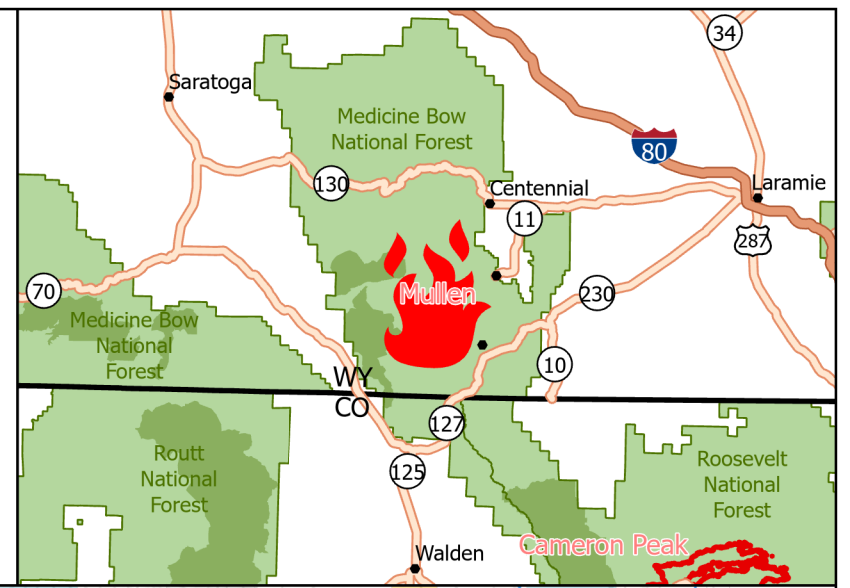 34
Saratoga
Medicine Bow
National Forest
80
130
Centennial
Laramie
11
287
70
Mullen
230
Medicine Bow
National
Forest
10
WY
CO
127
Routt
National
Forest
125
Roosevelt
National
Forest
Cameron Peak
Walden